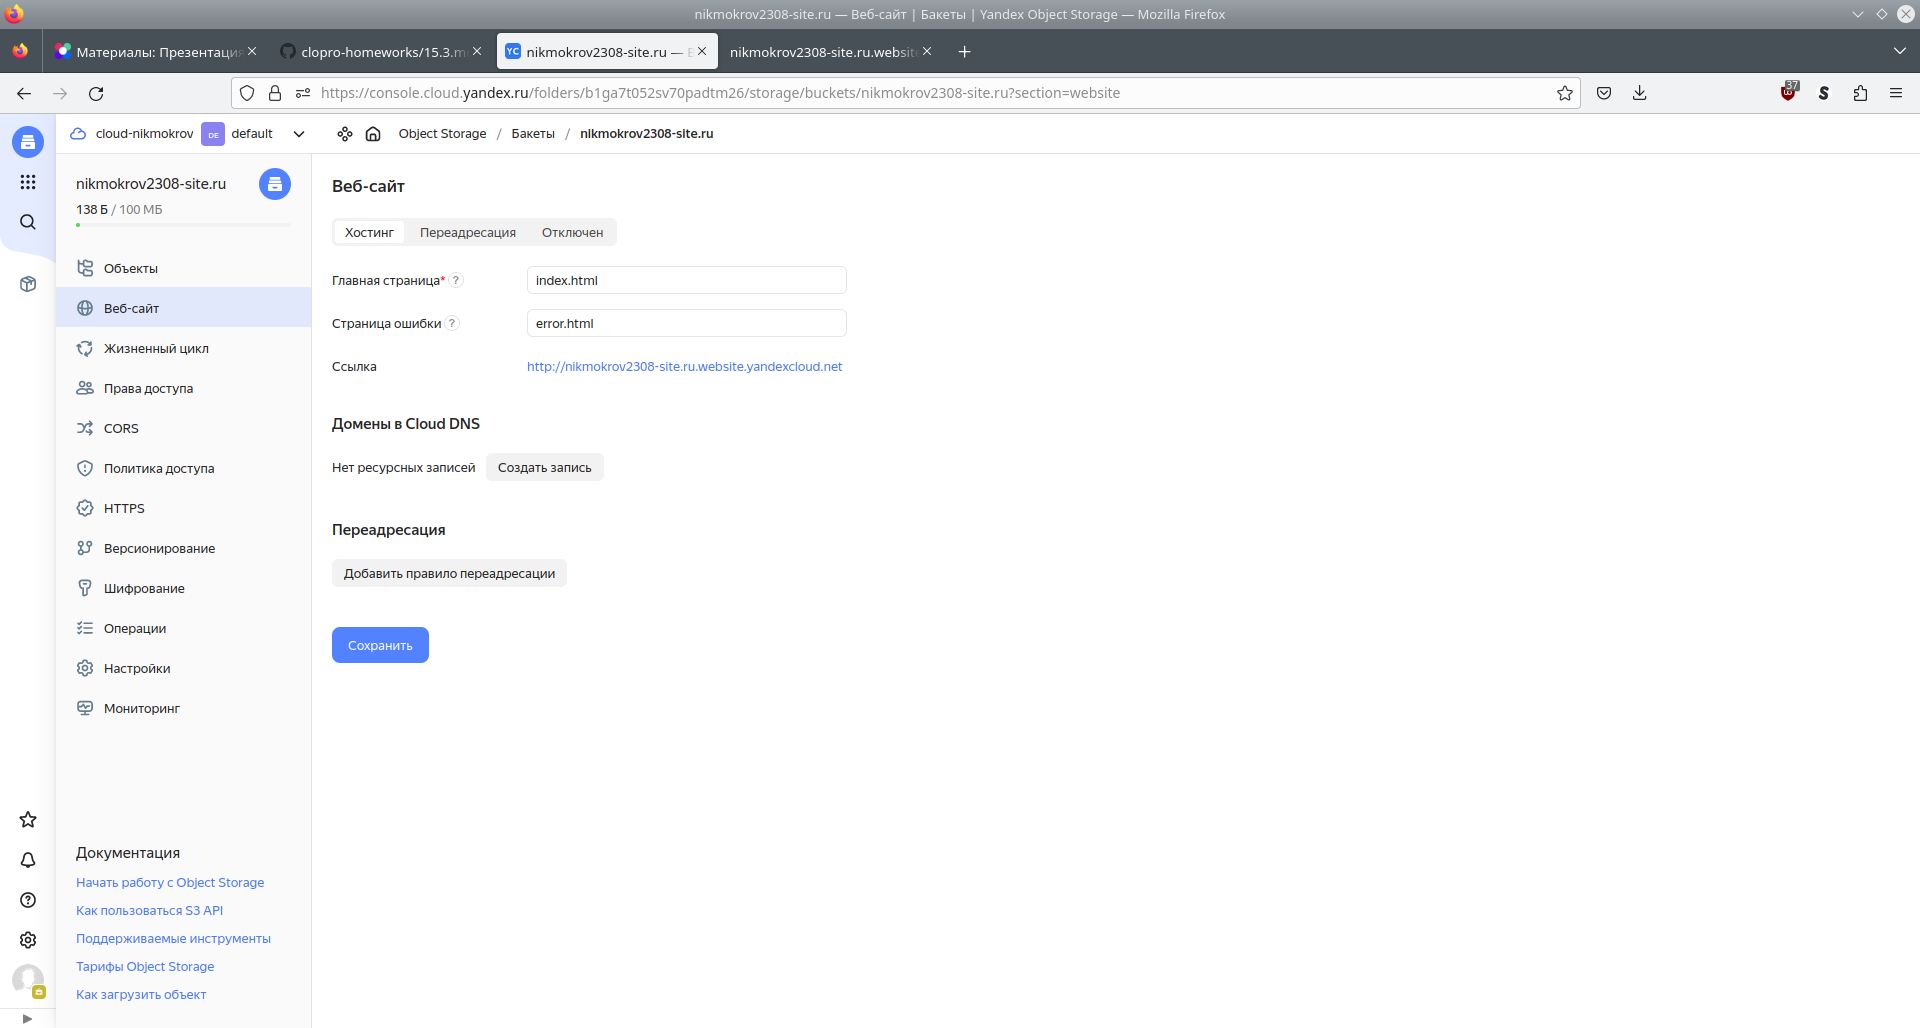 nikmokrov2308-site.ru — Веб-сайт | Бакеты | Yandex Object Storage — Mozilla Firefox
Материалы: Презентация
clopro-homeworks/15.3.m
nikmokrov2308-site.ru —
nikmokrov2308-site.ru.websit
https://console.cloud.yandex.ru/folders/b1ga7t052sv70padtm26/storage/buckets/nikmokrov2308-site.ru?section=website
37
cloud-nikmokrov DE default
Object Storage / Бакеты / nikmokrov2308-site.ru
nikmokrov2308-site.ru
138 Б / 100 МБ
Объекты
Веб-сайт
Жизненный цикл
Права доступа
CORS
Политика доступа
HTTPS
Версионирование
Шифрование
Операции
Настройки
Мониторинг
Документация
Начать работу с Object Storage
Как пользоваться S3 API
Поддерживаемые инструменты
Тарифы Object Storage
Как загрузить объект
Веб-сайт
Хостинг Переадресация Отключен
Главная страница* ? index.html
Страница ошибки ? error.html
Ссылка http://nikmokrov2308-site.ru.website.yandexcloud.net
Домены в Cloud DNS
Нет ресурсных записей Создать запись
Переадресация
Добавить правило переадресации
Сохранить